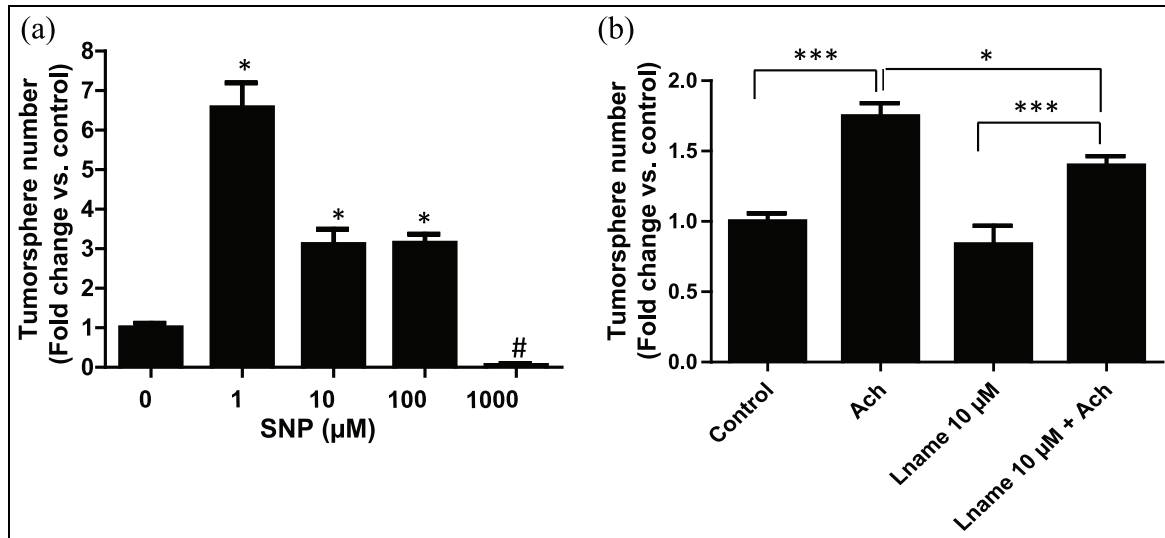 (a)
Tumorsphere number
(Fold change vs. control)
8
7
6
5
4
3
2
1
0
*
*
*
#
0 1 10 100 1000
SNP (µM)
(b)
Tumorsphere number
(Fold change vs. control)
2.0
1.5
1.0
0.5
0.0
***
*
***
Control
Ach
Lname 10 µM
Lname 10 µM + Ach